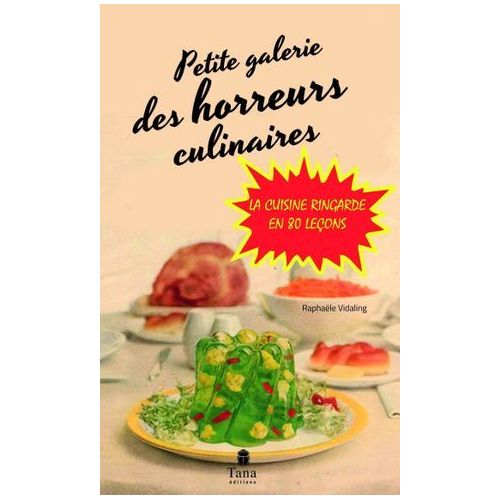 Petite galerie
des horreurs
culinaires
LA CUISINE RINGARDE
EN 80 LEÇONS
Raphaële Vidaling
Tana
éditions